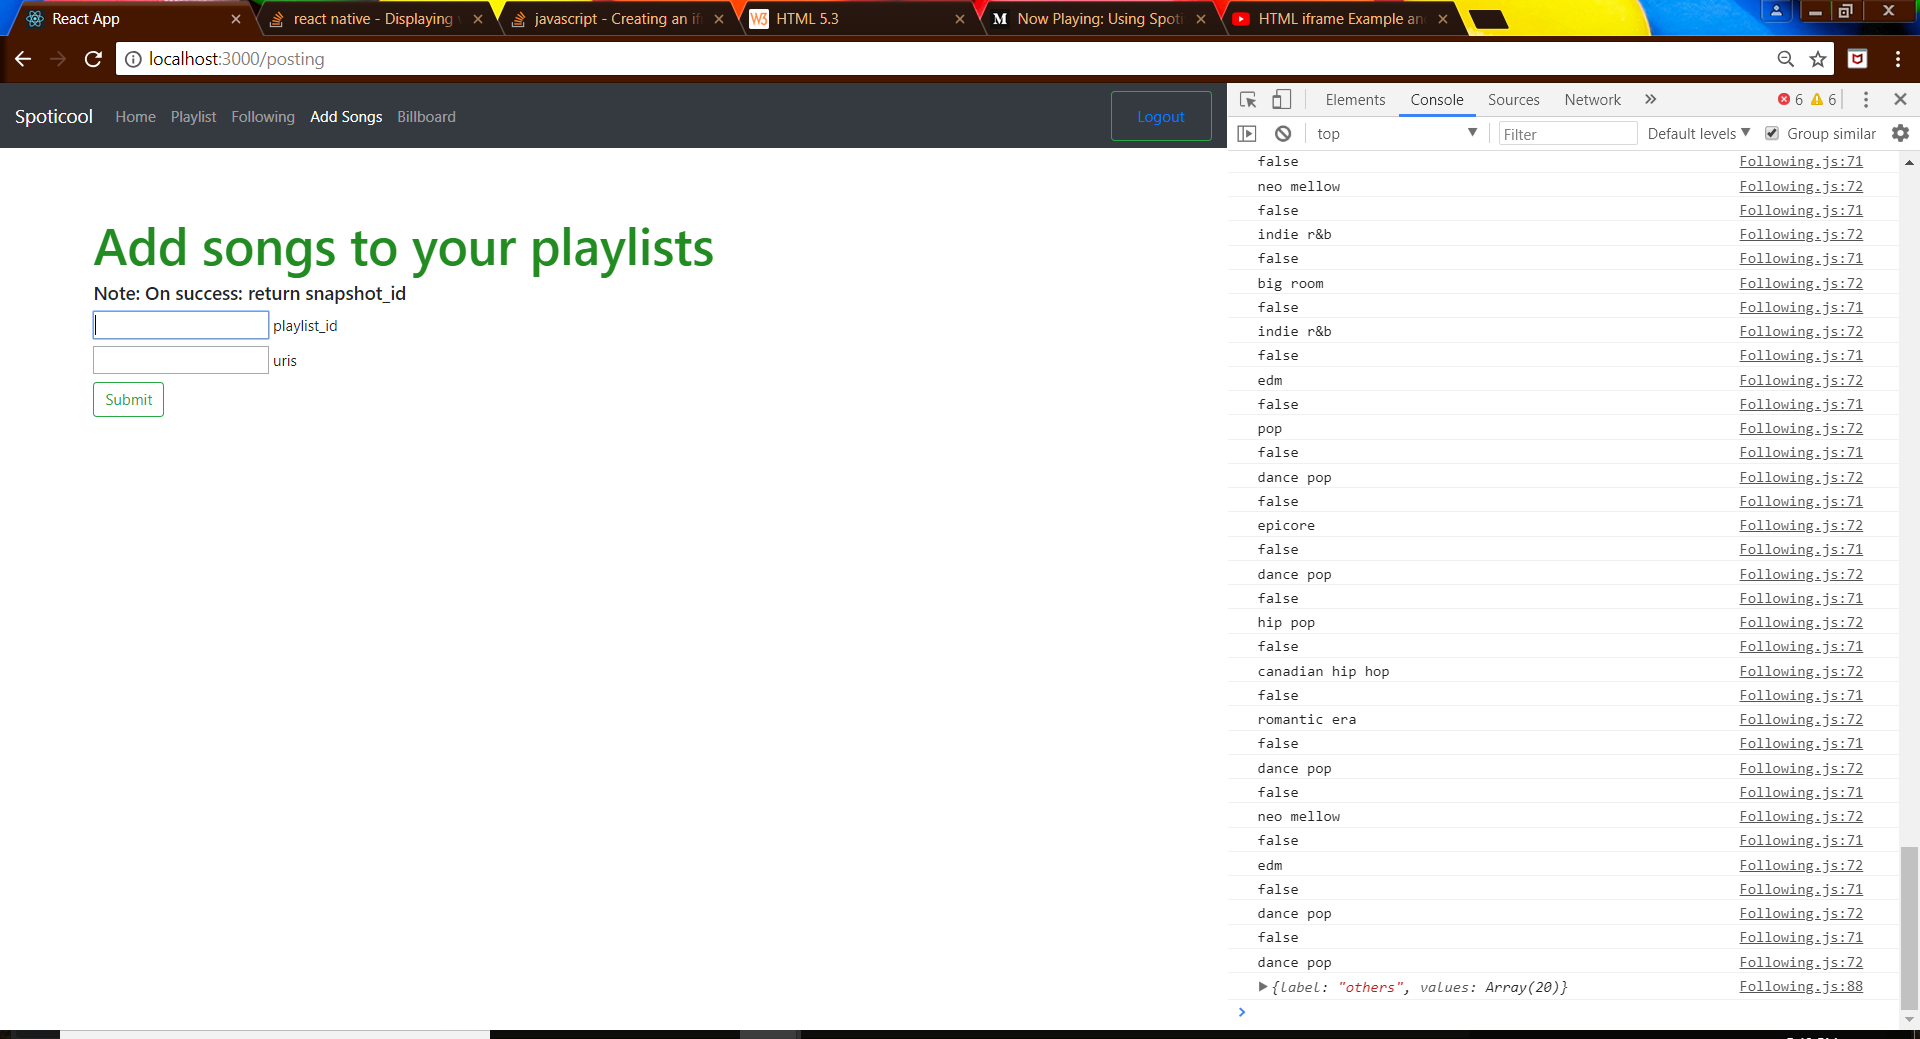 React App
react native - Displaying
javascript - Creating an if
HTML 5.3
Now Playing: Using Spoti
HTML iframe Example an
localhost:3000/posting
Spoticool Home Playlist Following Add Songs Billboard Logout
Add songs to your playlists
Note: On success: return snapshot_id
playlist_id
uris
Submit
Elements Console Sources Network 6 6
top Filter Default levels Group similar
false Following.js:71
neo mellow Following.js:72
false Following.js:71
indie r&b Following.js:72
false Following.js:71
big room Following.js:72
false Following.js:71
indie r&b Following.js:72
false Following.js:71
edm Following.js:72
false Following.js:71
pop Following.js:72
false Following.js:71
dance pop Following.js:72
false Following.js:71
epicore Following.js:72
false Following.js:71
dance pop Following.js:72
false Following.js:71
hip pop Following.js:72
false Following.js:71
canadian hip hop Following.js:72
false Following.js:71
romantic era Following.js:72
false Following.js:71
dance pop Following.js:72
false Following.js:71
neo mellow Following.js:72
false Following.js:71
edm Following.js:72
false Following.js:71
dance pop Following.js:72
false Following.js:71
dance pop Following.js:72
{label: "others", values: Array(20)} Following.js:88